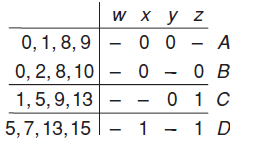 w x y z
0, 1, 8, 9 – 0 0 – A
0, 2, 8, 10 – 0 – 0 B
1, 5, 9, 13 – – 0 1 C
5, 7, 13, 15 – 1 – 1 D